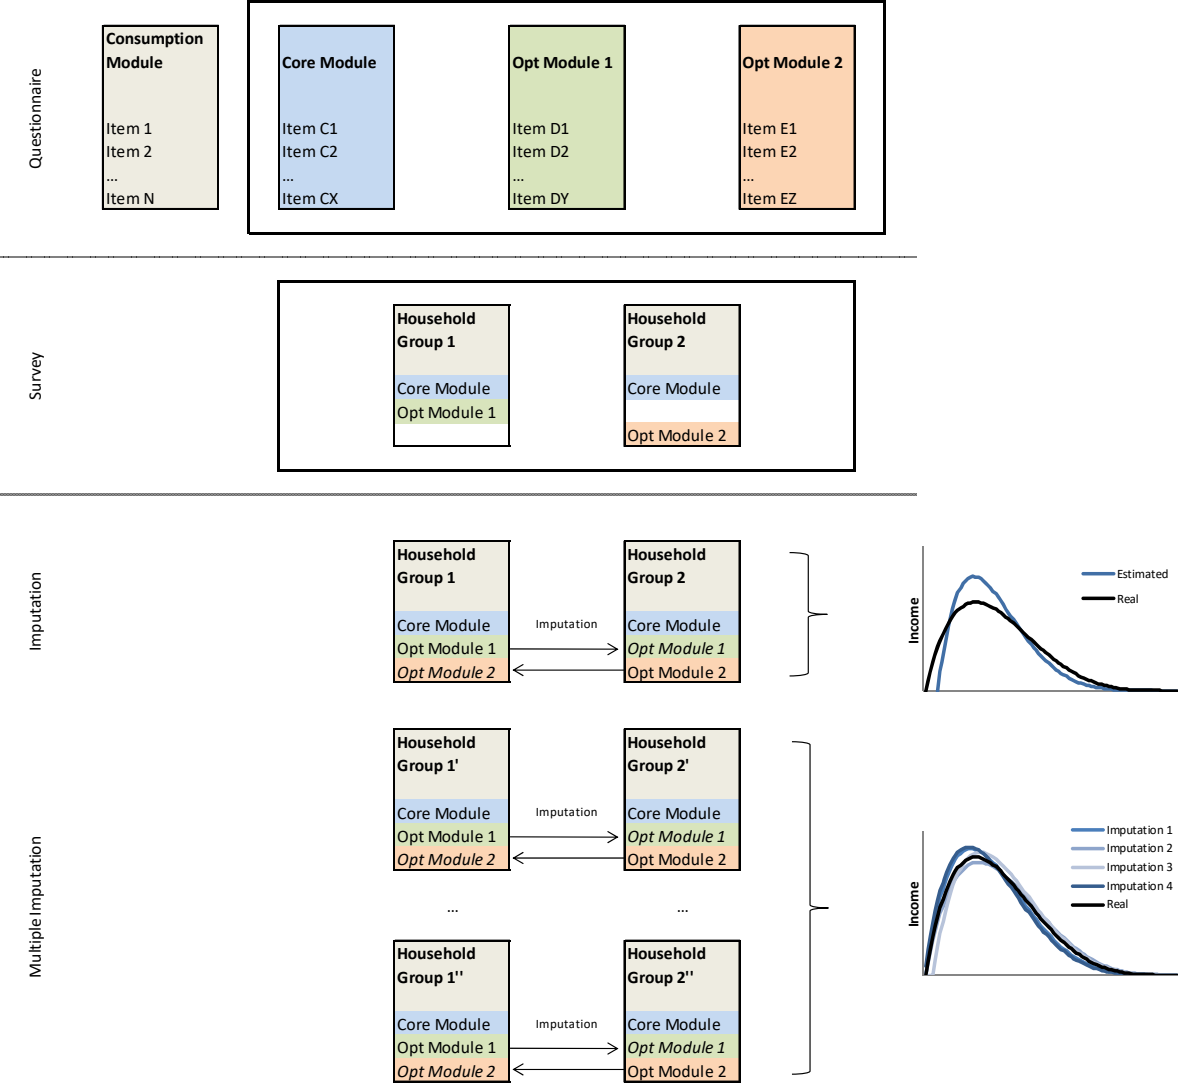 Questionnaire
Consumption
Module
Item 1
Item 2
...
Item N
Core Module
Item C1
Item C2
...
Item CX
Opt Module 1
Item D1
Item D2
...
Item DY
Opt Module 2
Item E1
Item E2
...
Item EZ
Survey
Household
Group 1
Core Module
Opt Module 1
Household
Group 2
Core Module
Opt Module 2
Imputation
Household
Group 1
Core Module
Opt Module 1
Opt Module 2
Imputation
Household
Group 2
Core Module
Opt Module 1
Opt Module 2
Income
Estimated
Real
Multiple Imputation
Household
Group 1'
Core Module
Opt Module 1
Opt Module 2
Imputation
Household
Group 2'
Core Module
Opt Module 1
Opt Module 2
...
...
Household
Group 1''
Core Module
Opt Module 1
Opt Module 2
Imputation
Household
Group 2''
Core Module
Opt Module 1
Opt Module 2
Income
Imputation 1
Imputation 2
Imputation 3
Imputation 4
Real